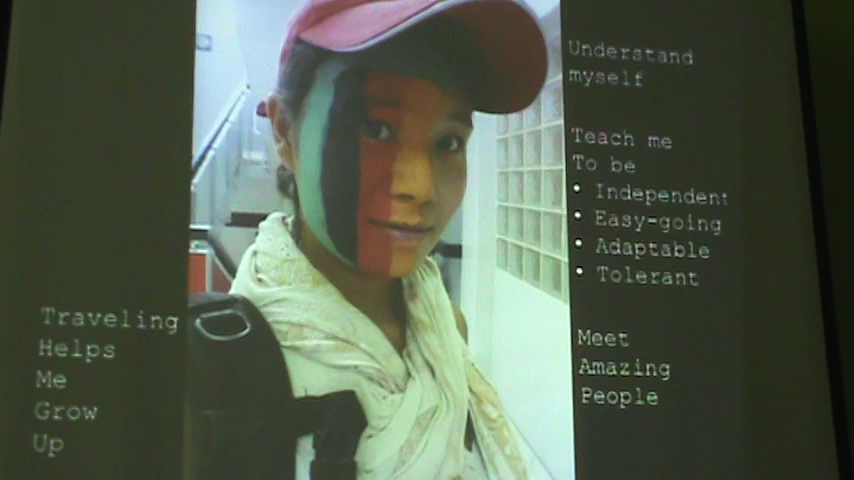 Traveling
Helps
Me
Grow
Up
Understand
myself
Teach me
To be
• Independent
• Easy-going
• Adaptable
• Tolerant
Meet
Amazing
People